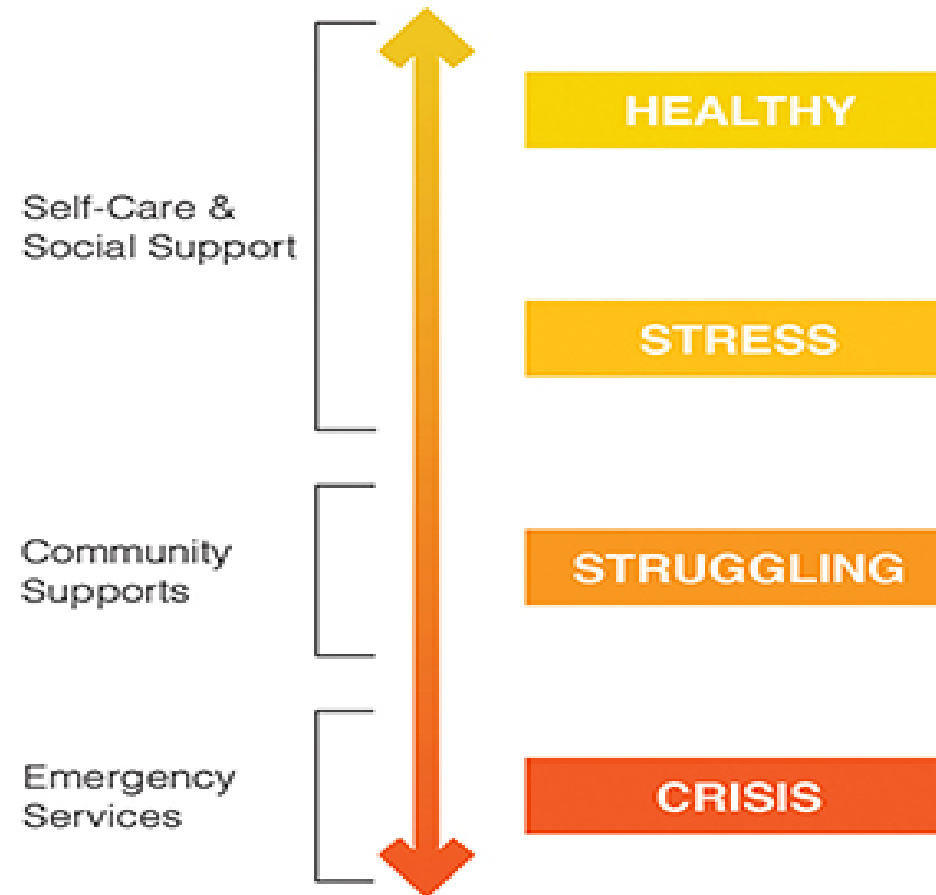 HEALTHY
Self-Care &
Social Support
STRESS
Community
Supports
STRUGGLING
Emergency
Services
CRISIS